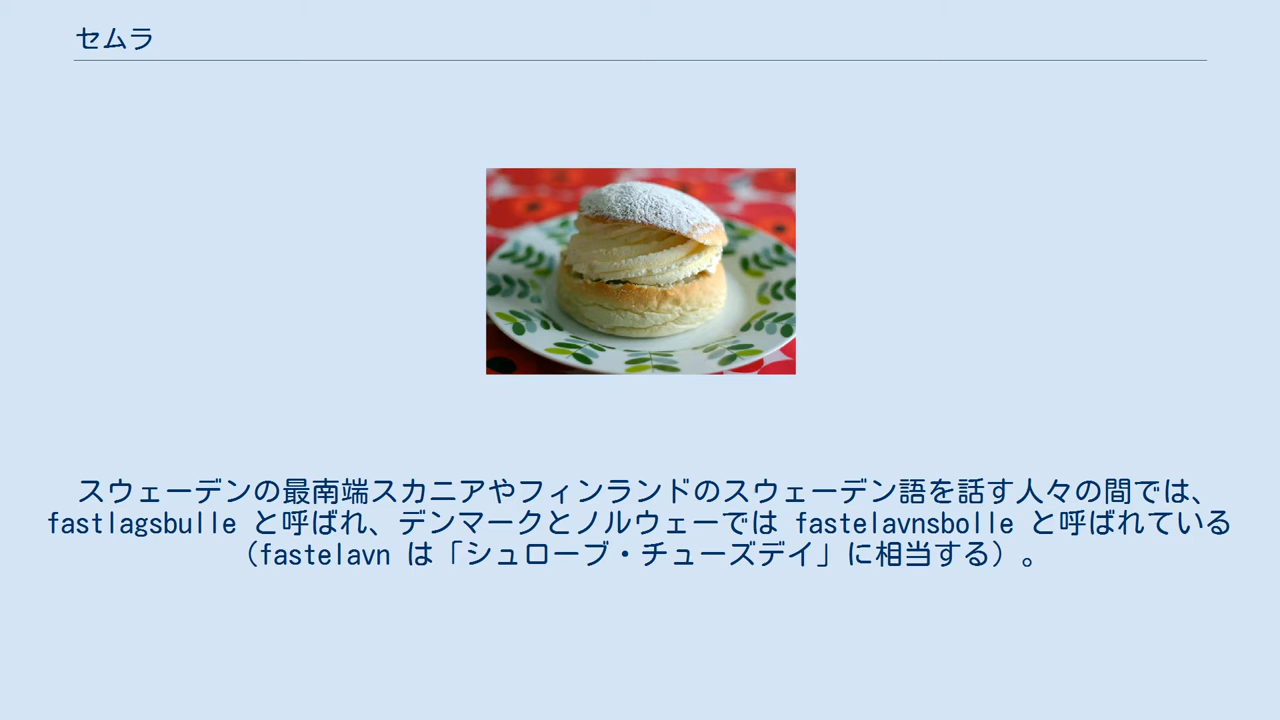 セムラ
スウェーデンの最南端スカニアやフィンランドのスウェーデン語を話す人々の間では、
fastlagsbulle と呼ばれ、デンマークとノルウェーでは fastelavnsbolle と呼ばれている
（fastelavn は「シュローブ・チューズデイ」に相当する）。